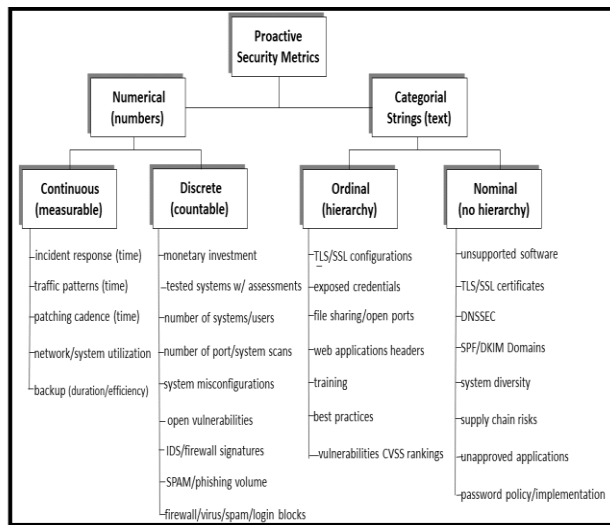 Proactive
Security Metrics
Numerical
(numbers)
Categorial
Strings (text)
Continuous
(measurable)
Discrete
(countable)
Ordinal
(hierarchy)
Nominal
(no hierarchy)
incident response (time)
traffic patterns (time)
patching cadence (time)
network/system utilization
backup (duration/efficiency)
monetary investment
tested systems w/ assessments
number of systems/users
number of port/system scans
system misconfigurations
open vulnerabilities
IDS/firewall signatures
SPAM/phishing volume
firewall/virus/spam/login blocks
TLS/SSL configurations
exposed credentials
file sharing/open ports
web applications headers
training
best practices
vulnerabilities CVSS rankings
unsupported software
TLS/SSL certificates
DNSSEC
SPF/DKIM Domains
system diversity
supply chain risks
unapproved applications
password policy/implementation